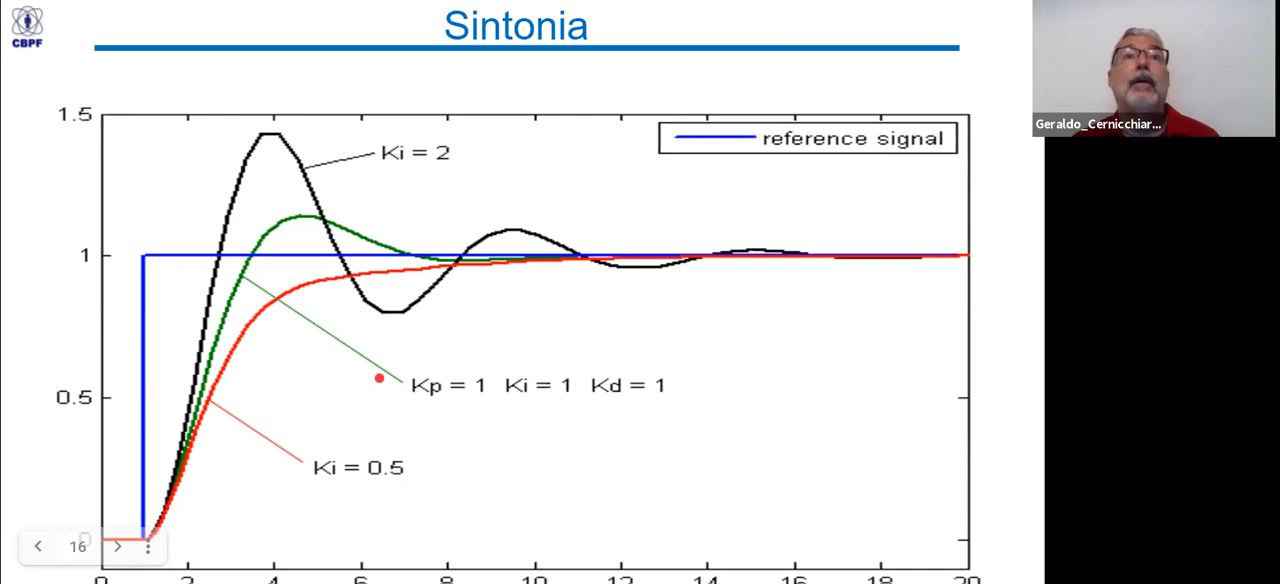 CBPF
Sintonia
Geraldo_Cernicchiar...
1.5
Ki = 2
reference signal
1
Kp = 1 Ki = 1 Kd = 1
0.5
Ki = 0.5
0
16
0 2 4 6 8 10 12 14 16 18 20